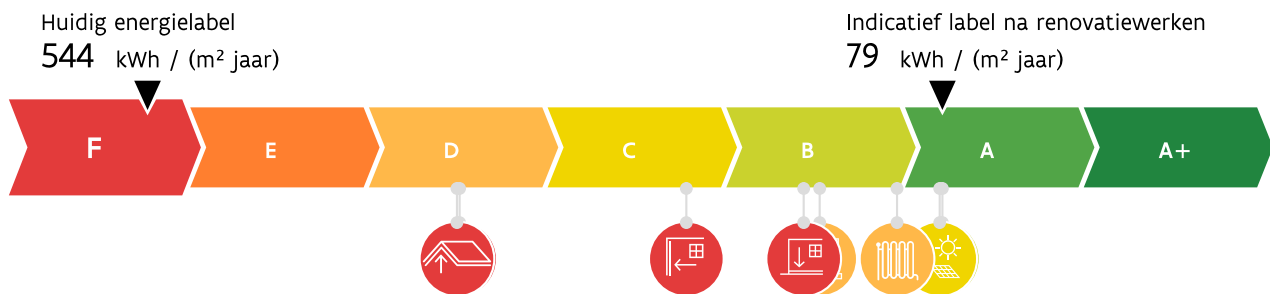 Huidig energielabel
544 kWh / (m² jaar)
Indicatief label na renovatiewerken
79 kWh / (m² jaar)
F E D C B A A+